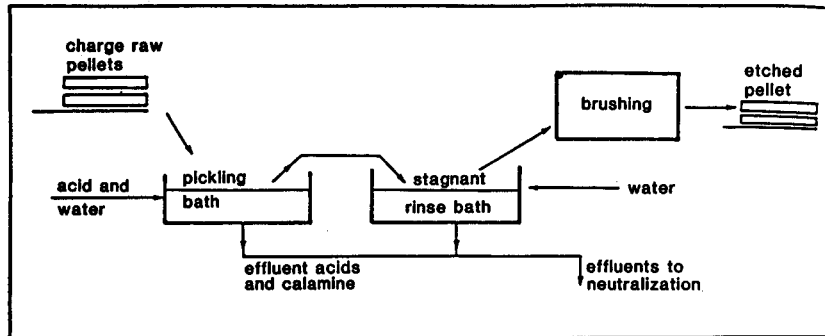 charge raw
pellets
etched
pellet
brushing
pickling
bath
stagnant
rinse bath
acid and
water
water
effluent acids
and calamine
effluents to
neutralization